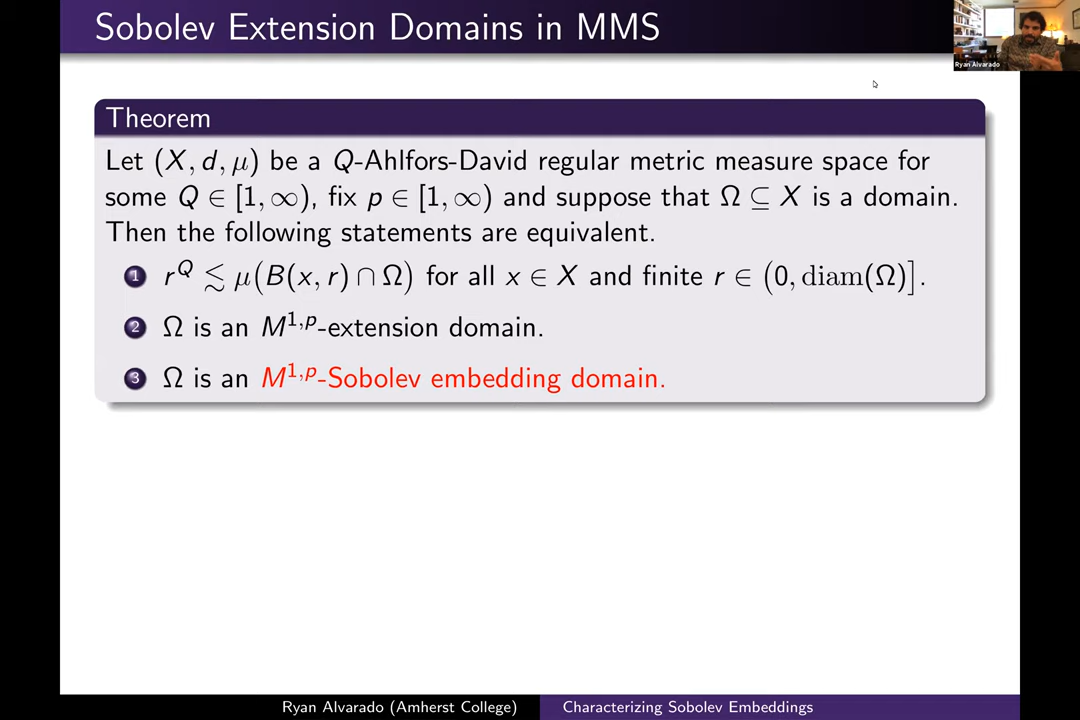 Sobolev Extension Domains in MMS
Ryan Alvarado
Theorem
Let (X, d, μ) be a Q-Ahlfors-David regular metric measure space for
some Q ∈ [1, ∞), fix p ∈ [1, ∞) and suppose that Ω ⊆ X is a domain.
Then the following statements are equivalent.
1 r^Q ≲ μ(B(x, r) ∩ Ω) for all x ∈ X and finite r ∈ (0, diam(Ω)].
2 Ω is an M^{1,p}-extension domain.
3 Ω is an M^{1,p}-Sobolev embedding domain.
Ryan Alvarado (Amherst College) Characterizing Sobolev Embeddings